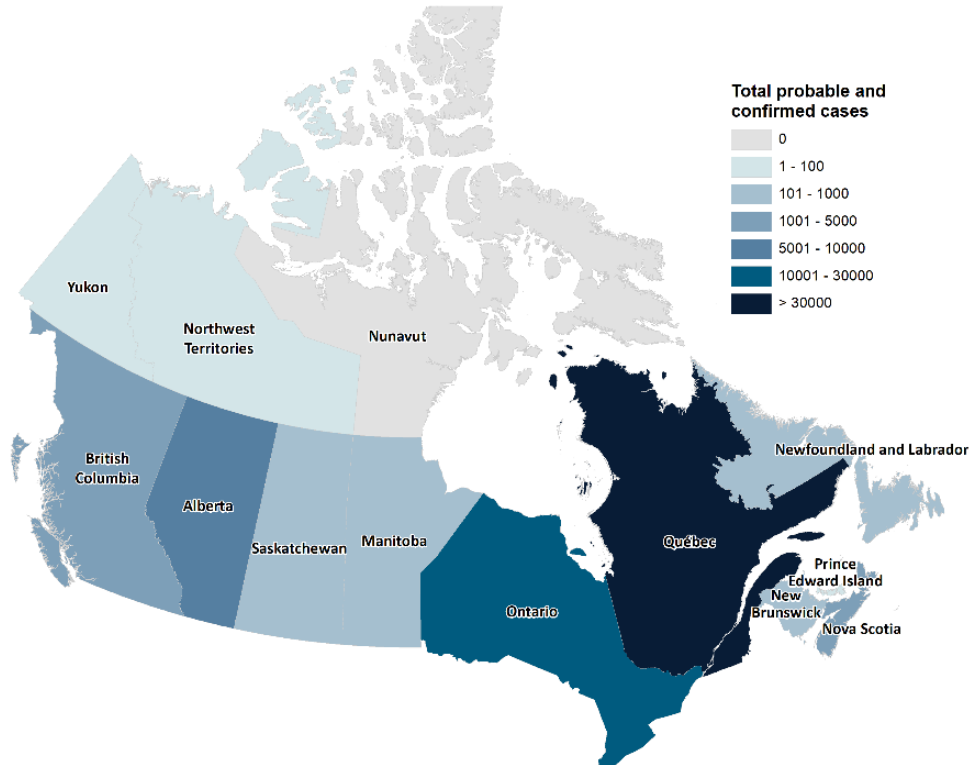 Total probable and
confirmed cases
0
1 - 100
101 - 1000
1001 - 5000
5001 - 10000
10001 - 30000
> 30000
Yukon
Northwest
Territories
Nunavut
British
Columbia
Alberta
Saskatchewan
Manitoba
Ontario
Québec
Newfoundland and Labrador
Prince
Edward Island
New
Brunswick
Nova Scotia